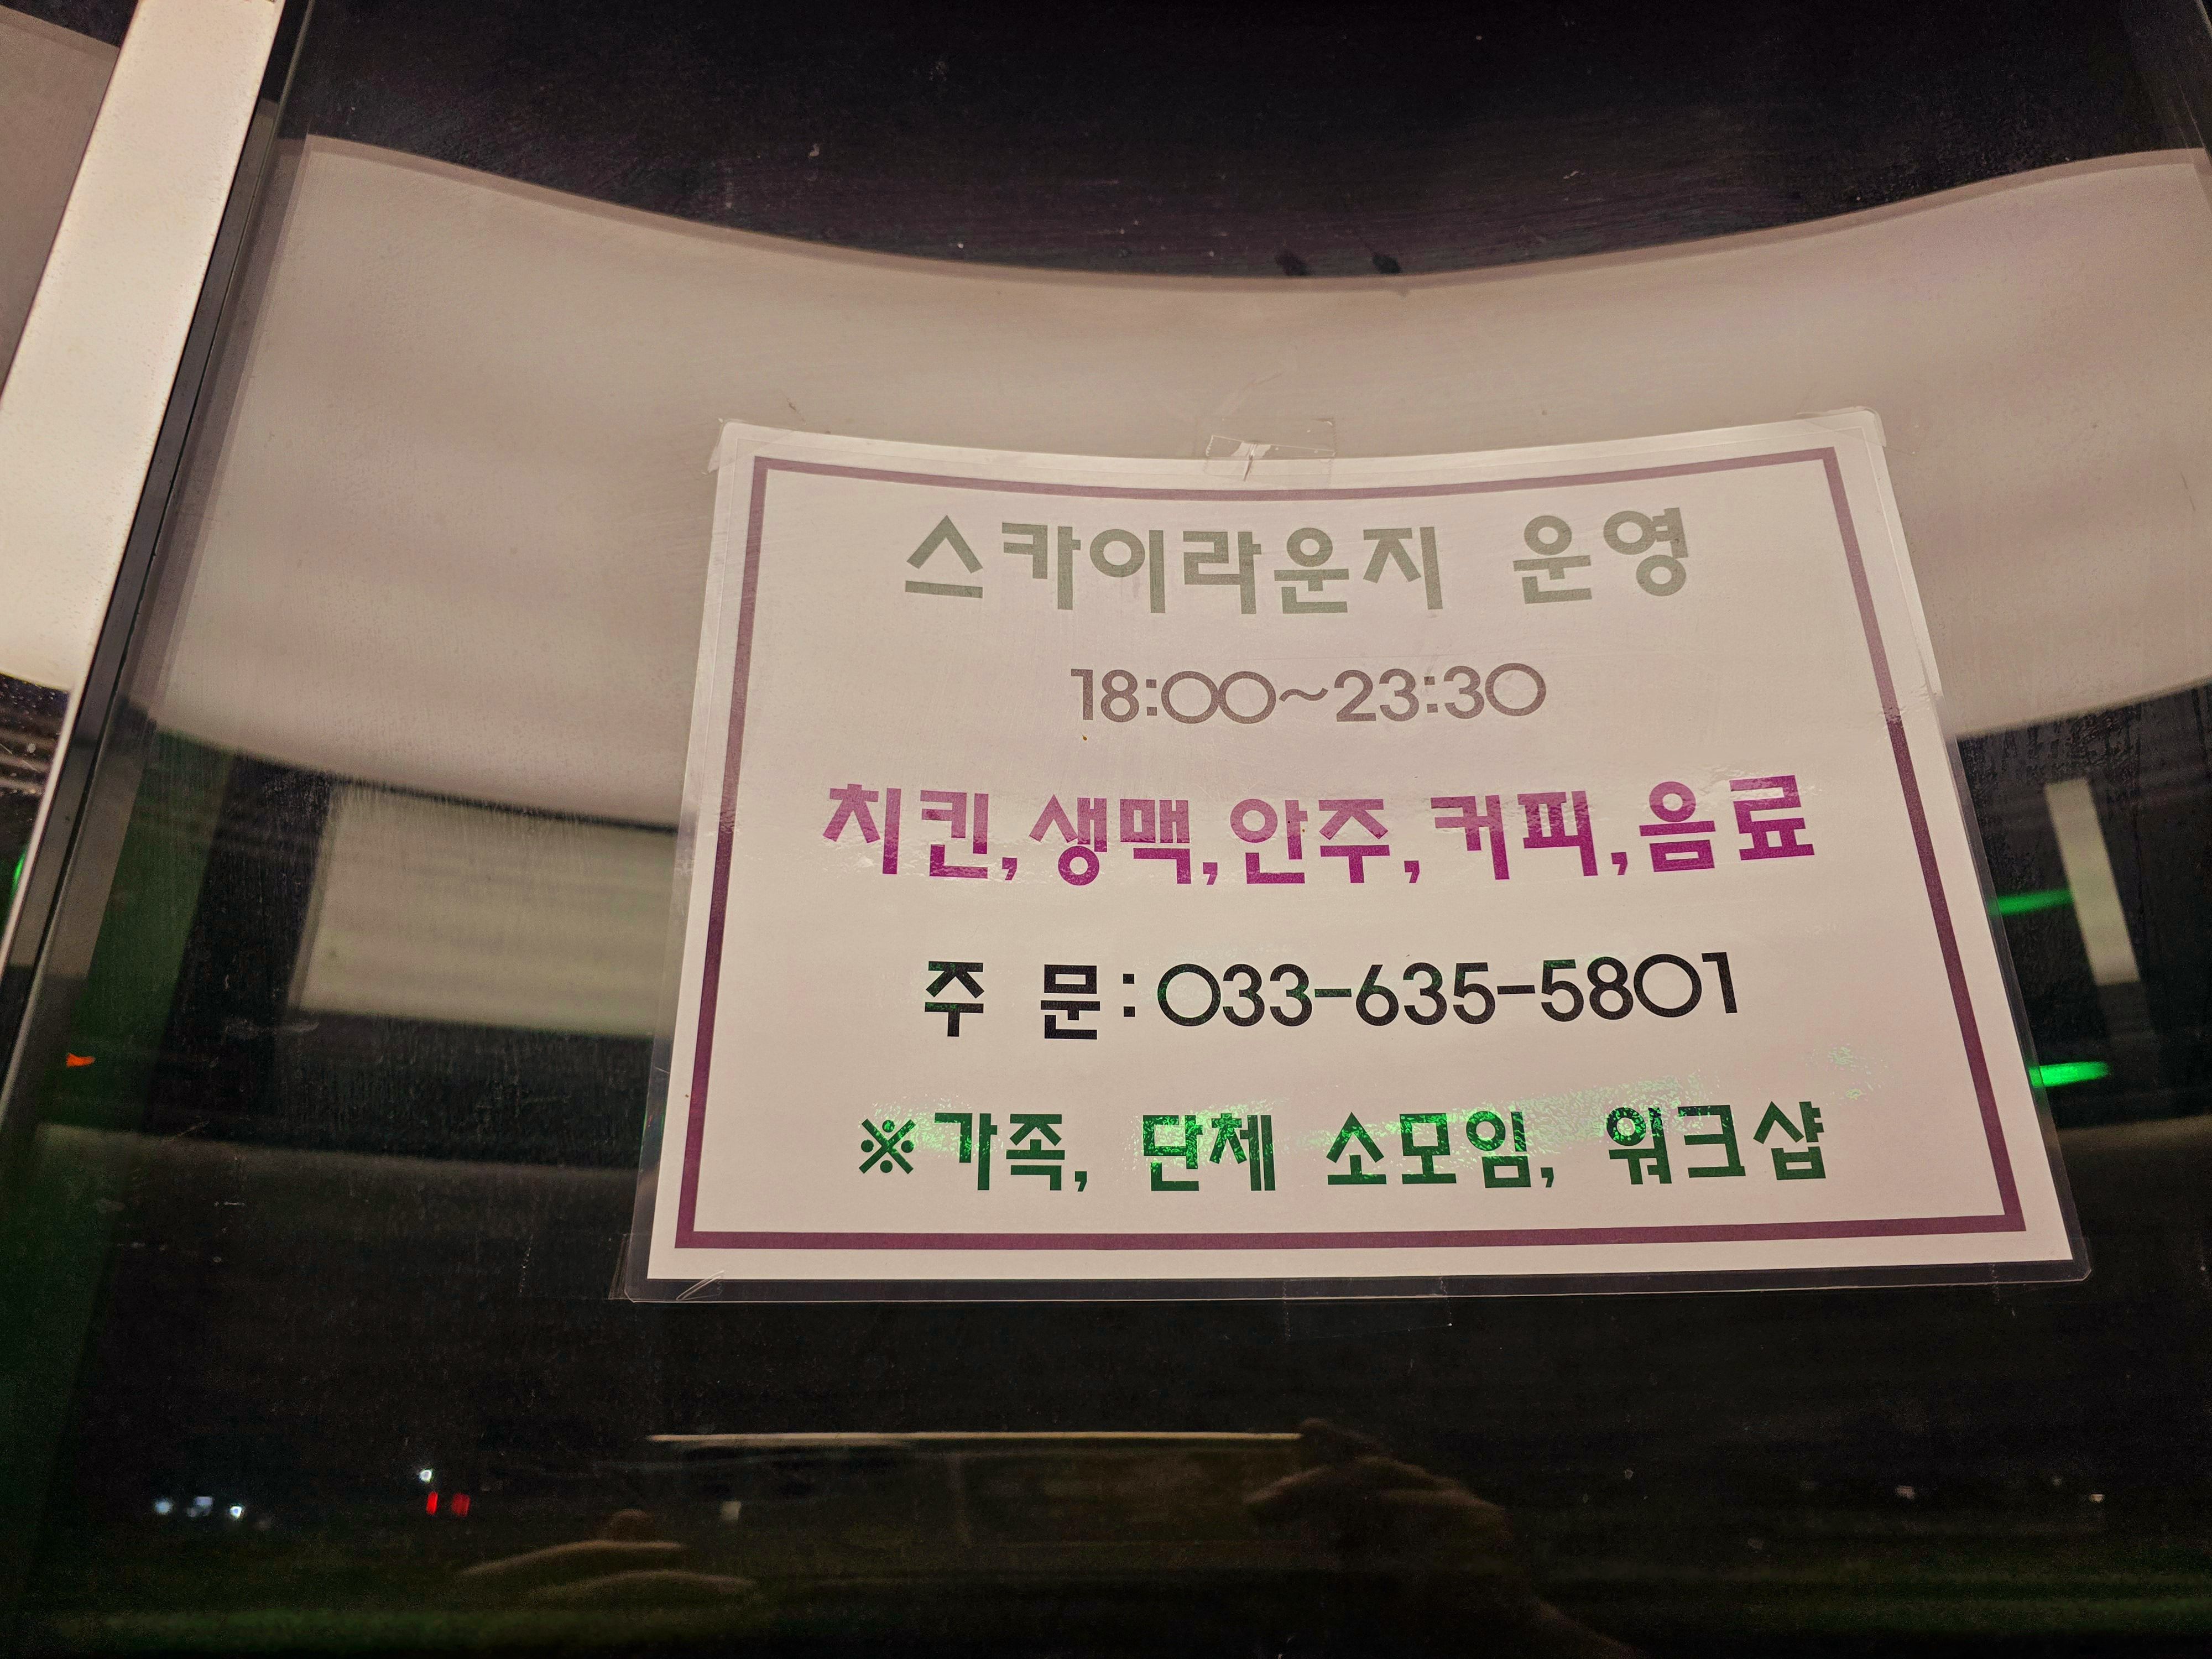 스카이라운지 운영
18:00~23:30
치킨,생맥,안주,커피,음료
주 문:033-635-5801
※가족, 단체 소모임, 워크샵